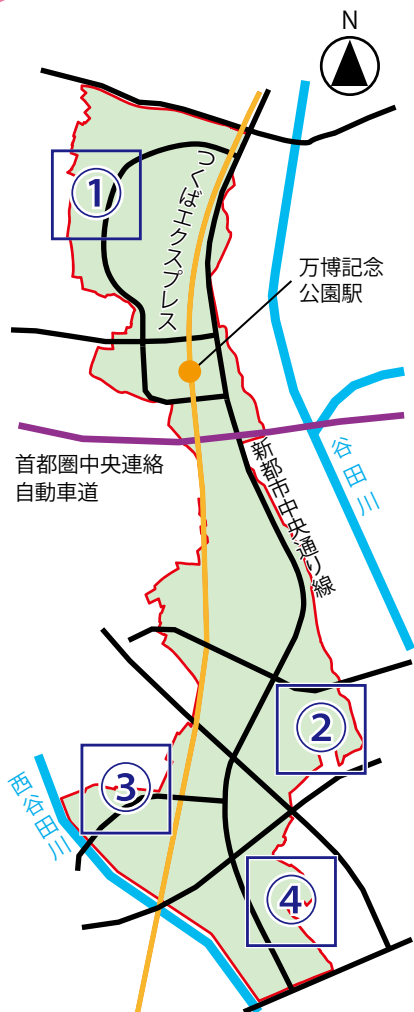 N
①
つくばエクスプレス
万博記念
公園駅
首都圏中央連絡
自動車道
新都市中央通り線
谷田川
②
③
西谷田川
④